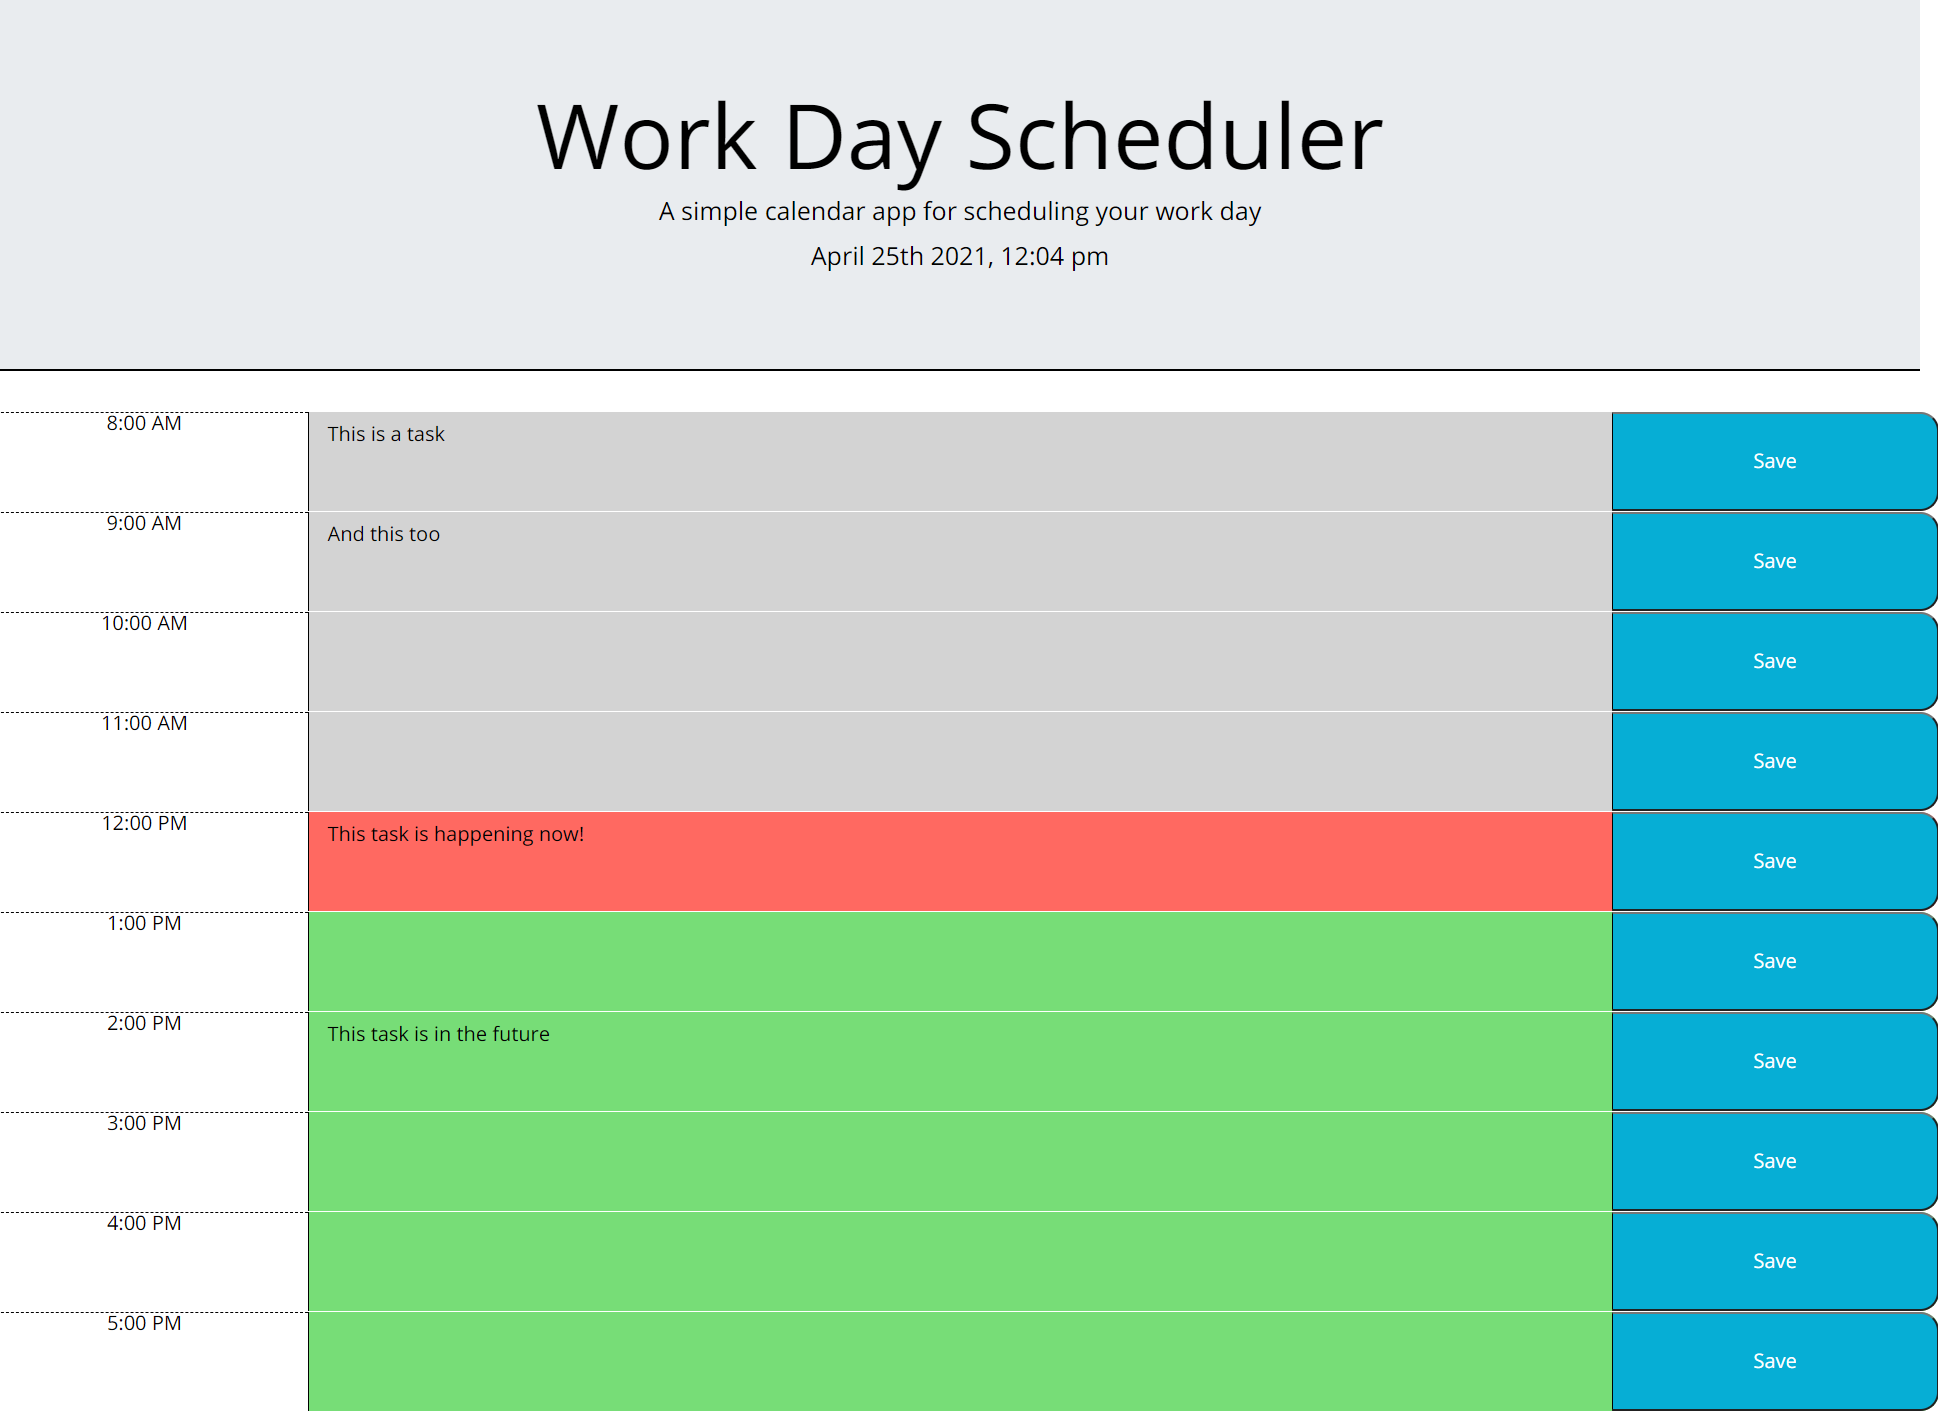 Work Day Scheduler
A simple calendar app for scheduling your work day
April 25th 2021, 12:04 pm
8:00 AM This is a task Save
9:00 AM And this too Save
10:00 AM Save
11:00 AM Save
12:00 PM This task is happening now! Save
1:00 PM Save
2:00 PM This task is in the future Save
3:00 PM Save
4:00 PM Save
5:00 PM Save